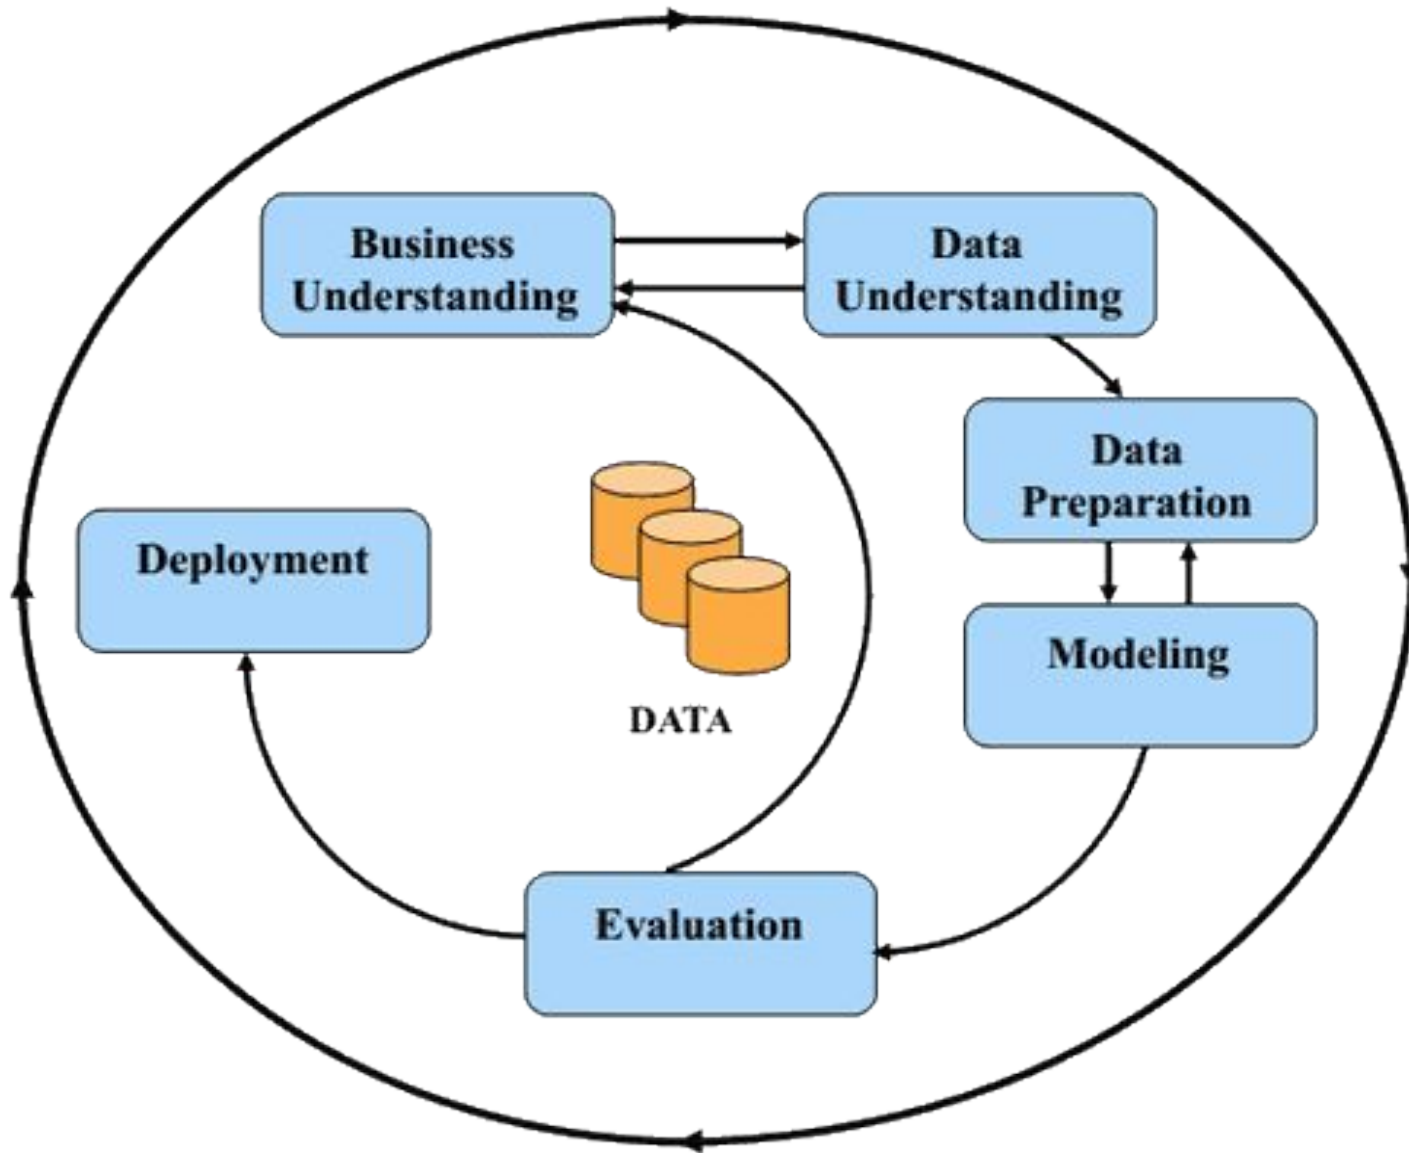 Business
Understanding
Data
Understanding
Data
Preparation
Deployment
Modeling
DATA
Evaluation